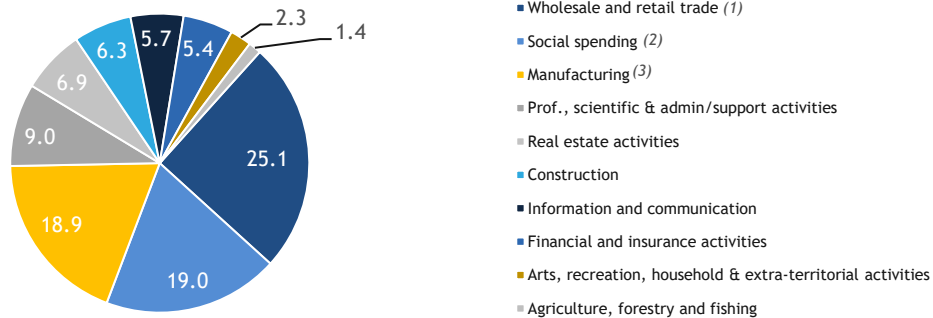 2.3
1.4
5.7
5.4
6.3
6.9
9.0
25.1
18.9
19.0
Wholesale and retail trade (1)
Social spending (2)
Manufacturing (3)
Prof., scientific & admin/support activities
Real estate activities
Construction
Information and communication
Financial and insurance activities
Arts, recreation, household & extra-territorial activities
Agriculture, forestry and fishing